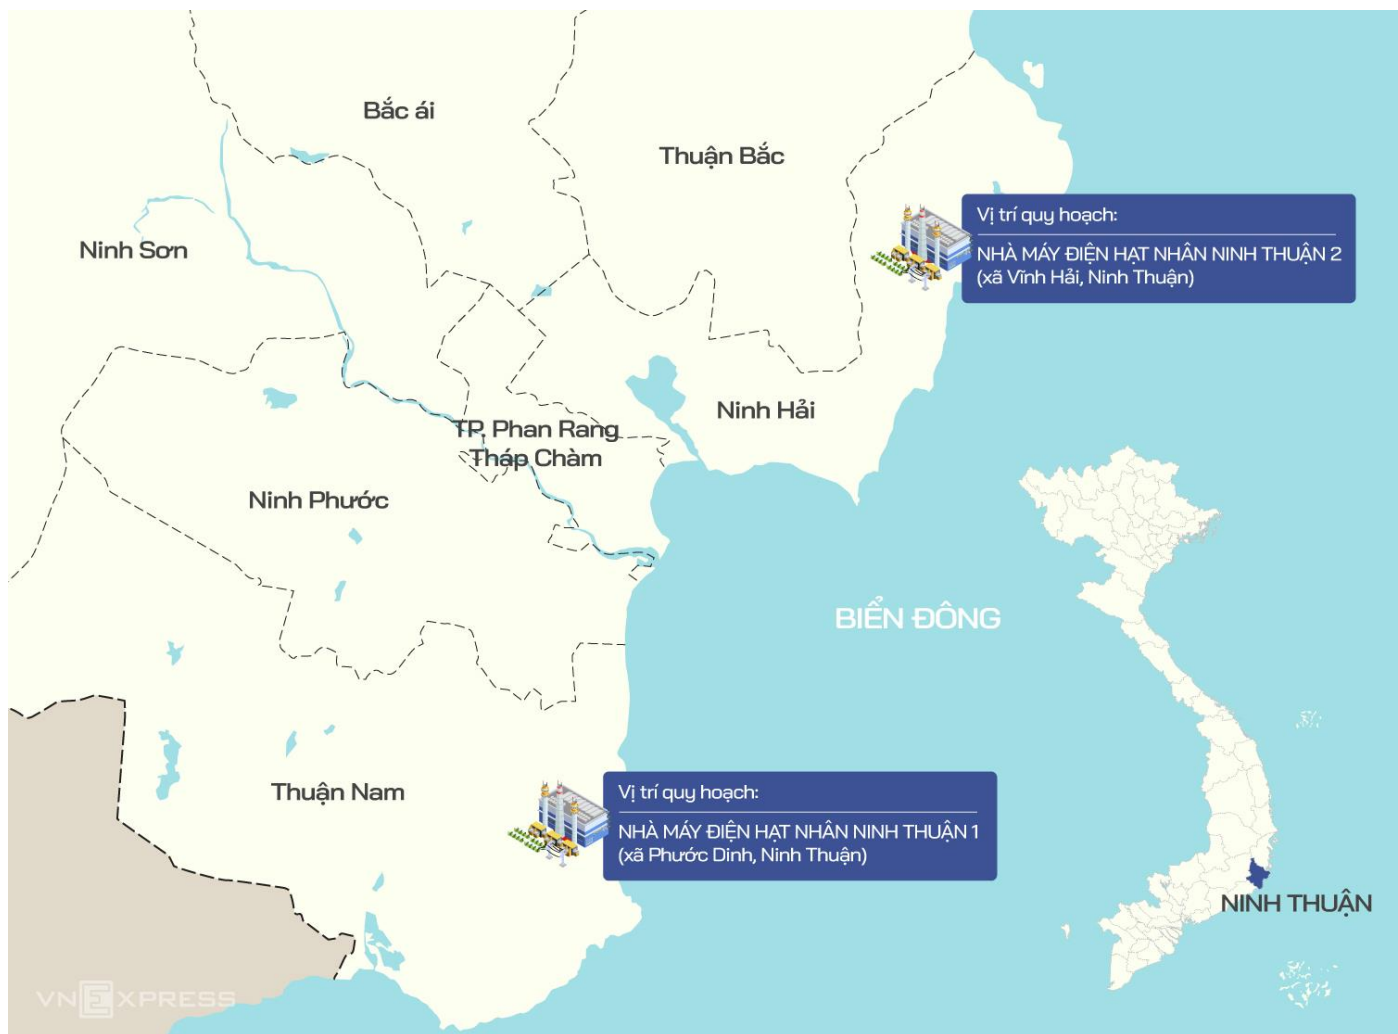 Bắc ái
Thuận Bắc
Vị trí quy hoạch:
NHÀ MÁY ĐIỆN HẠT NHÂN NINH THUẬN 2
(xã Vĩnh Hải, Ninh Thuận)
Ninh Sơn
Ninh Hải
TP. Phan Rang
Tháp Chàm
Ninh Phước
BIỂN ĐÔNG
Thuận Nam
Vị trí quy hoạch:
NHÀ MÁY ĐIỆN HẠT NHÂN NINH THUẬN 1
(xã Phước Dinh, Ninh Thuận)
NINH THUẬN
VNEXPRESS